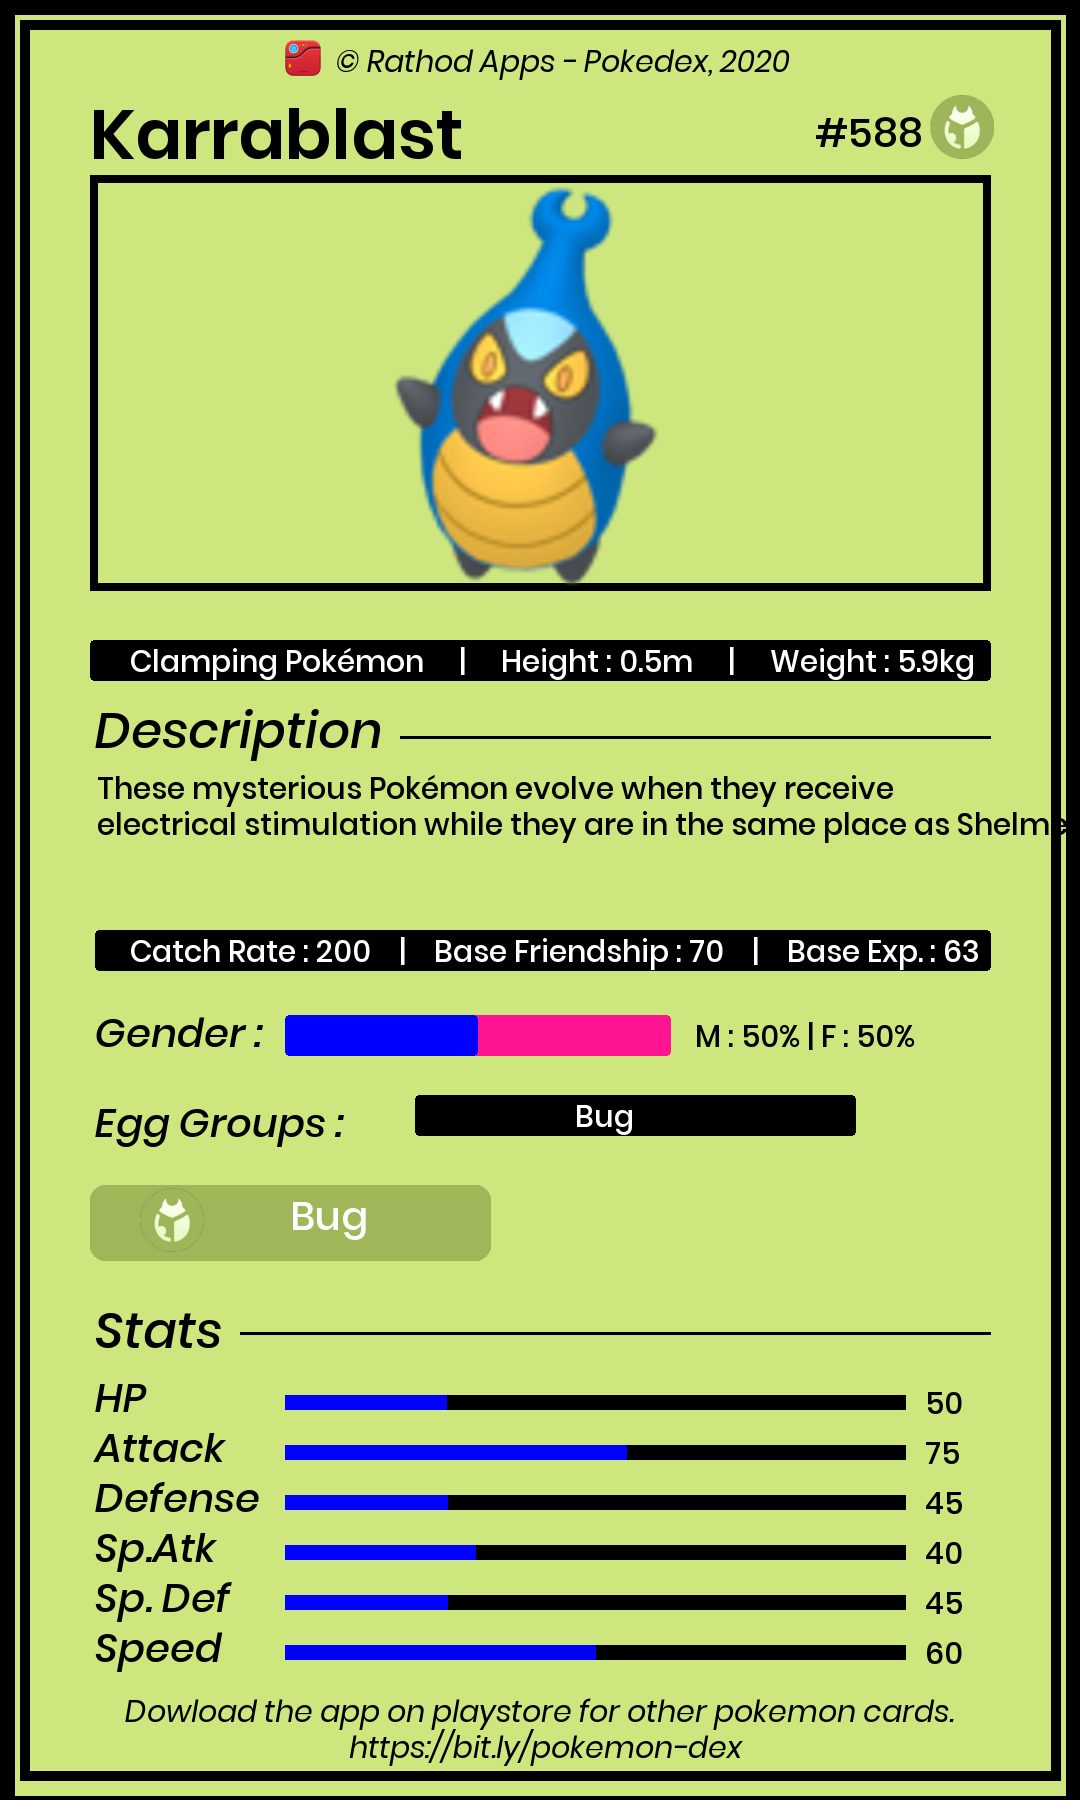 © Rathod Apps - Pokedex, 2020
Karrablast
#588
Clamping Pokémon | Height : 0.5m | Weight : 5.9kg
Description
These mysterious Pokémon evolve when they receive
electrical stimulation while they are in the same place as Shelme
Catch Rate : 200 | Base Friendship : 70 | Base Exp. : 63
Gender : M : 50% | F : 50%
Egg Groups : Bug
Bug
Stats
HP 50
Attack 75
Defense 45
Sp.Atk 40
Sp. Def 45
Speed 60
Dowload the app on playstore for other pokemon cards.
https://bit.ly/pokemon-dex